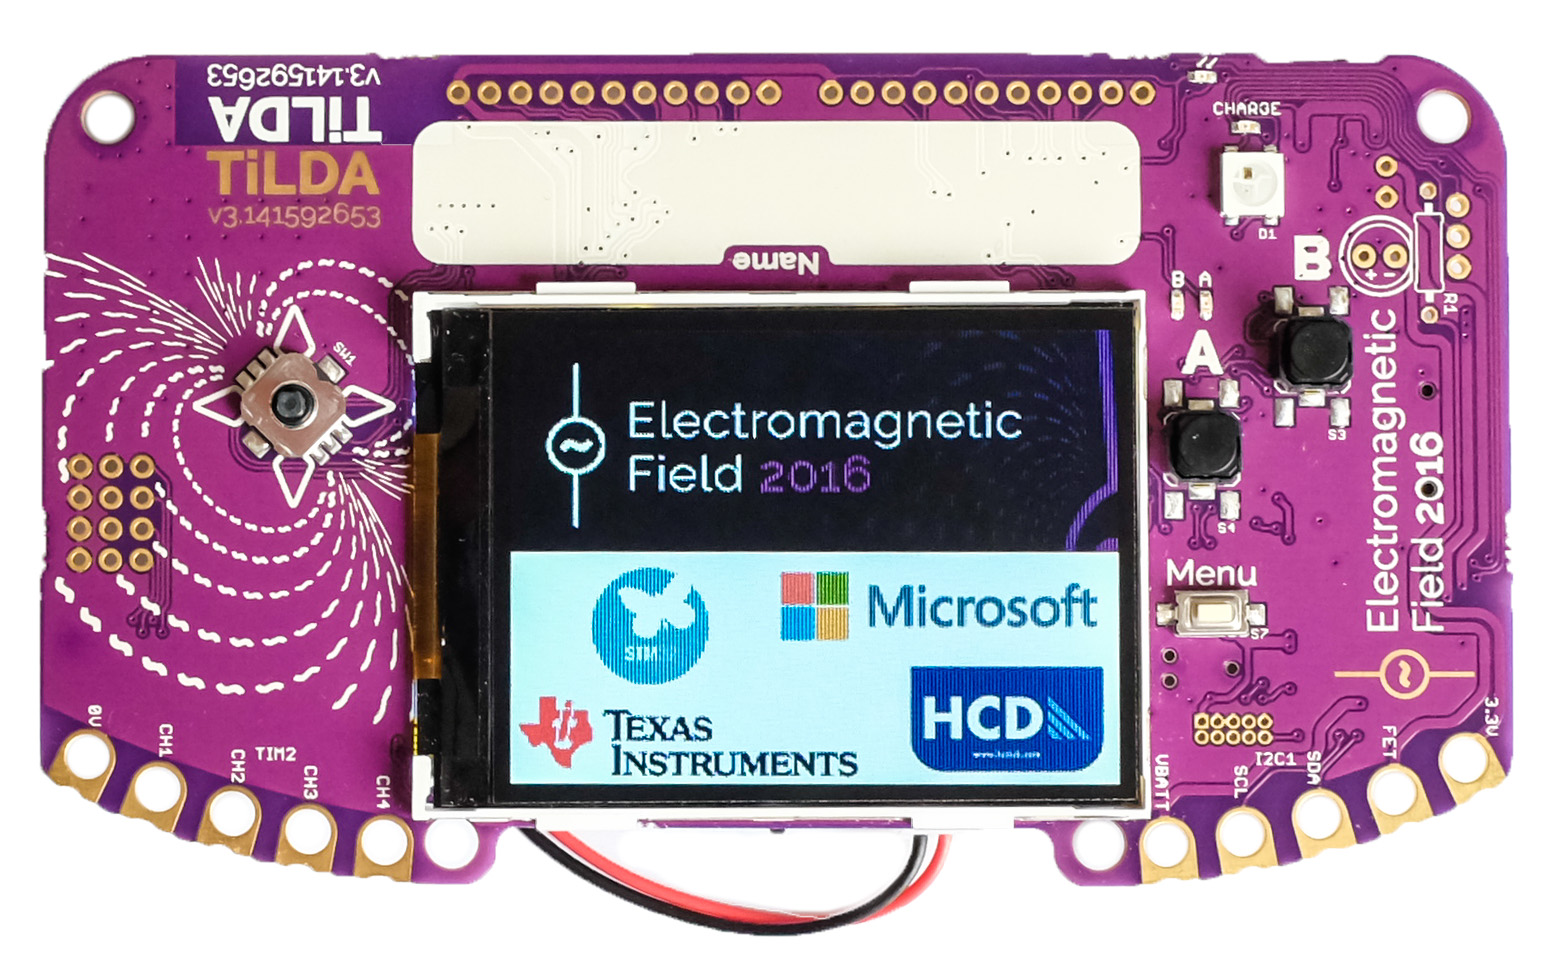 v3.141592653
TiLDA
TiLDA
v3.141592653
CHARGE
D1
Name
B
B
A
R1
SW1
A
S3
S4
Electromagnetic
Field 2016
Electromagnetic
Field 2016
Menu
S7
STM
Microsoft
HCD
TEXAS
INSTRUMENTS
0V
CH1
CH2
TIM2
CH3
CH4
VBATT
SCL
I2C1
SDA
FET
3.3V